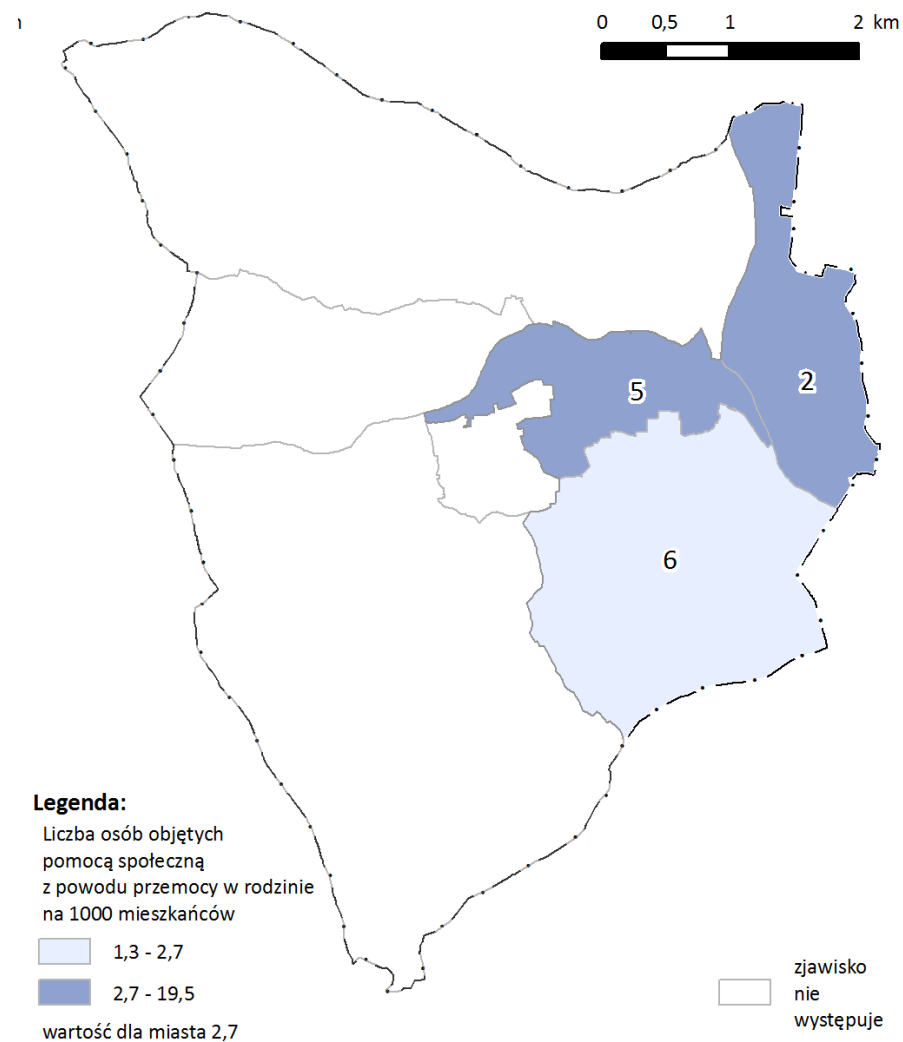 0 0,5 1 2 km
2
5
6
Legenda:
Liczba osób objętych
pomocą społeczną
z powodu przemocy w rodzinie
na 1000 mieszkańców
1,3 - 2,7
2,7 - 19,5
wartość dla miasta 2,7
zjawisko
nie
występuje